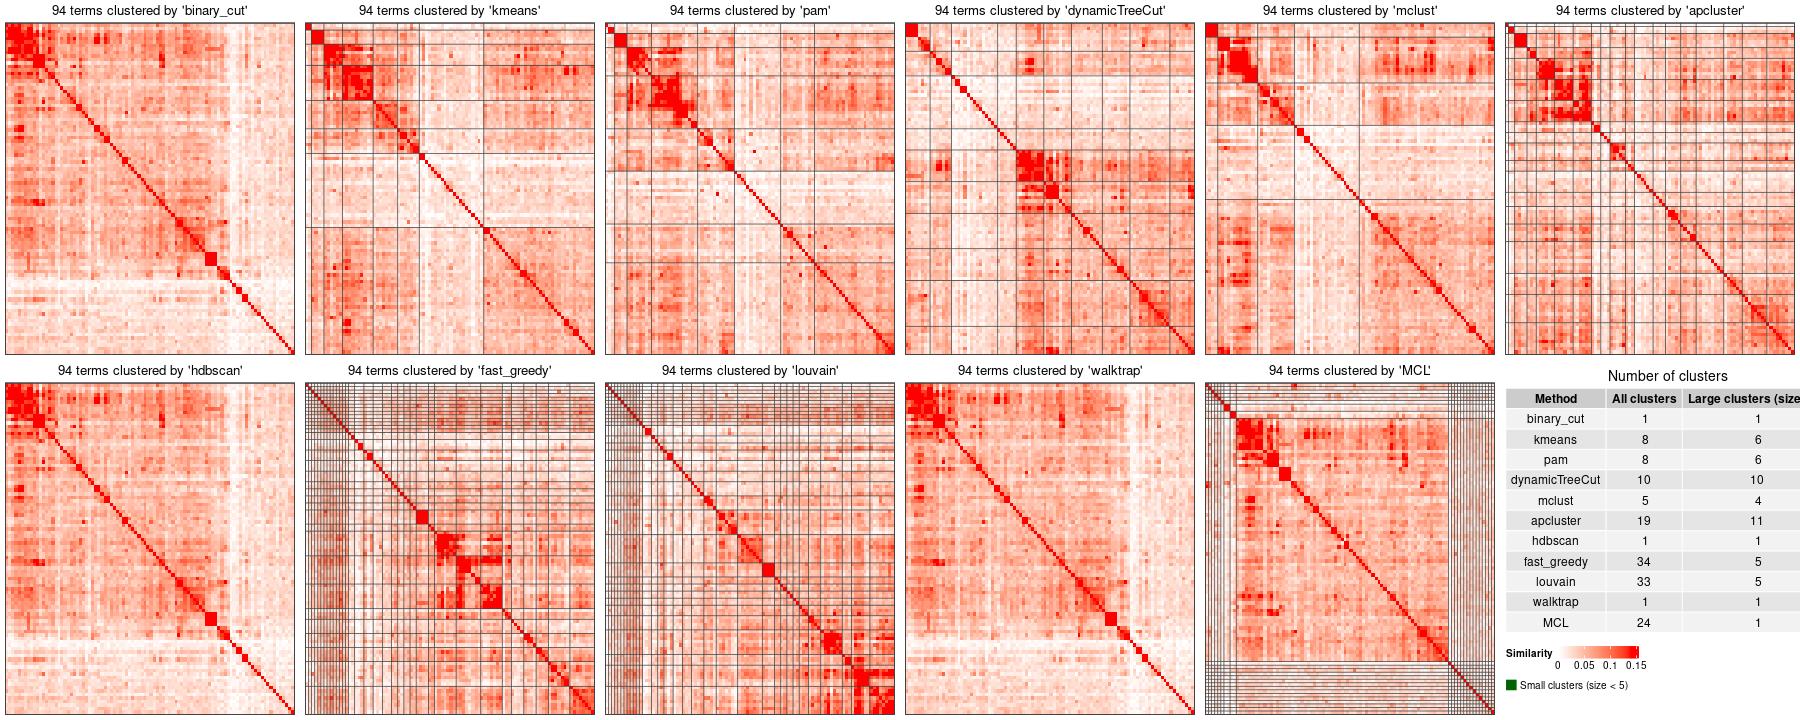 94 terms clustered by 'binary_cut'
94 terms clustered by 'kmeans'
94 terms clustered by 'pam'
94 terms clustered by 'dynamicTreeCut'
94 terms clustered by 'mclust'
94 terms clustered by 'apcluster'
94 terms clustered by 'hdbscan'
94 terms clustered by 'fast_greedy'
94 terms clustered by 'louvain'
94 terms clustered by 'walktrap'
94 terms clustered by 'MCL'
Number of clusters
Method All clusters Large clusters (size
binary_cut 1 1
kmeans 8 6
pam 8 6
dynamicTreeCut 10 10
mclust 5 4
apcluster 19 11
hdbscan 1 1
fast_greedy 34 5
louvain 33 5
walktrap 1 1
MCL 24 1
Similarity
0 0.05 0.1 0.15
Small clusters (size < 5)